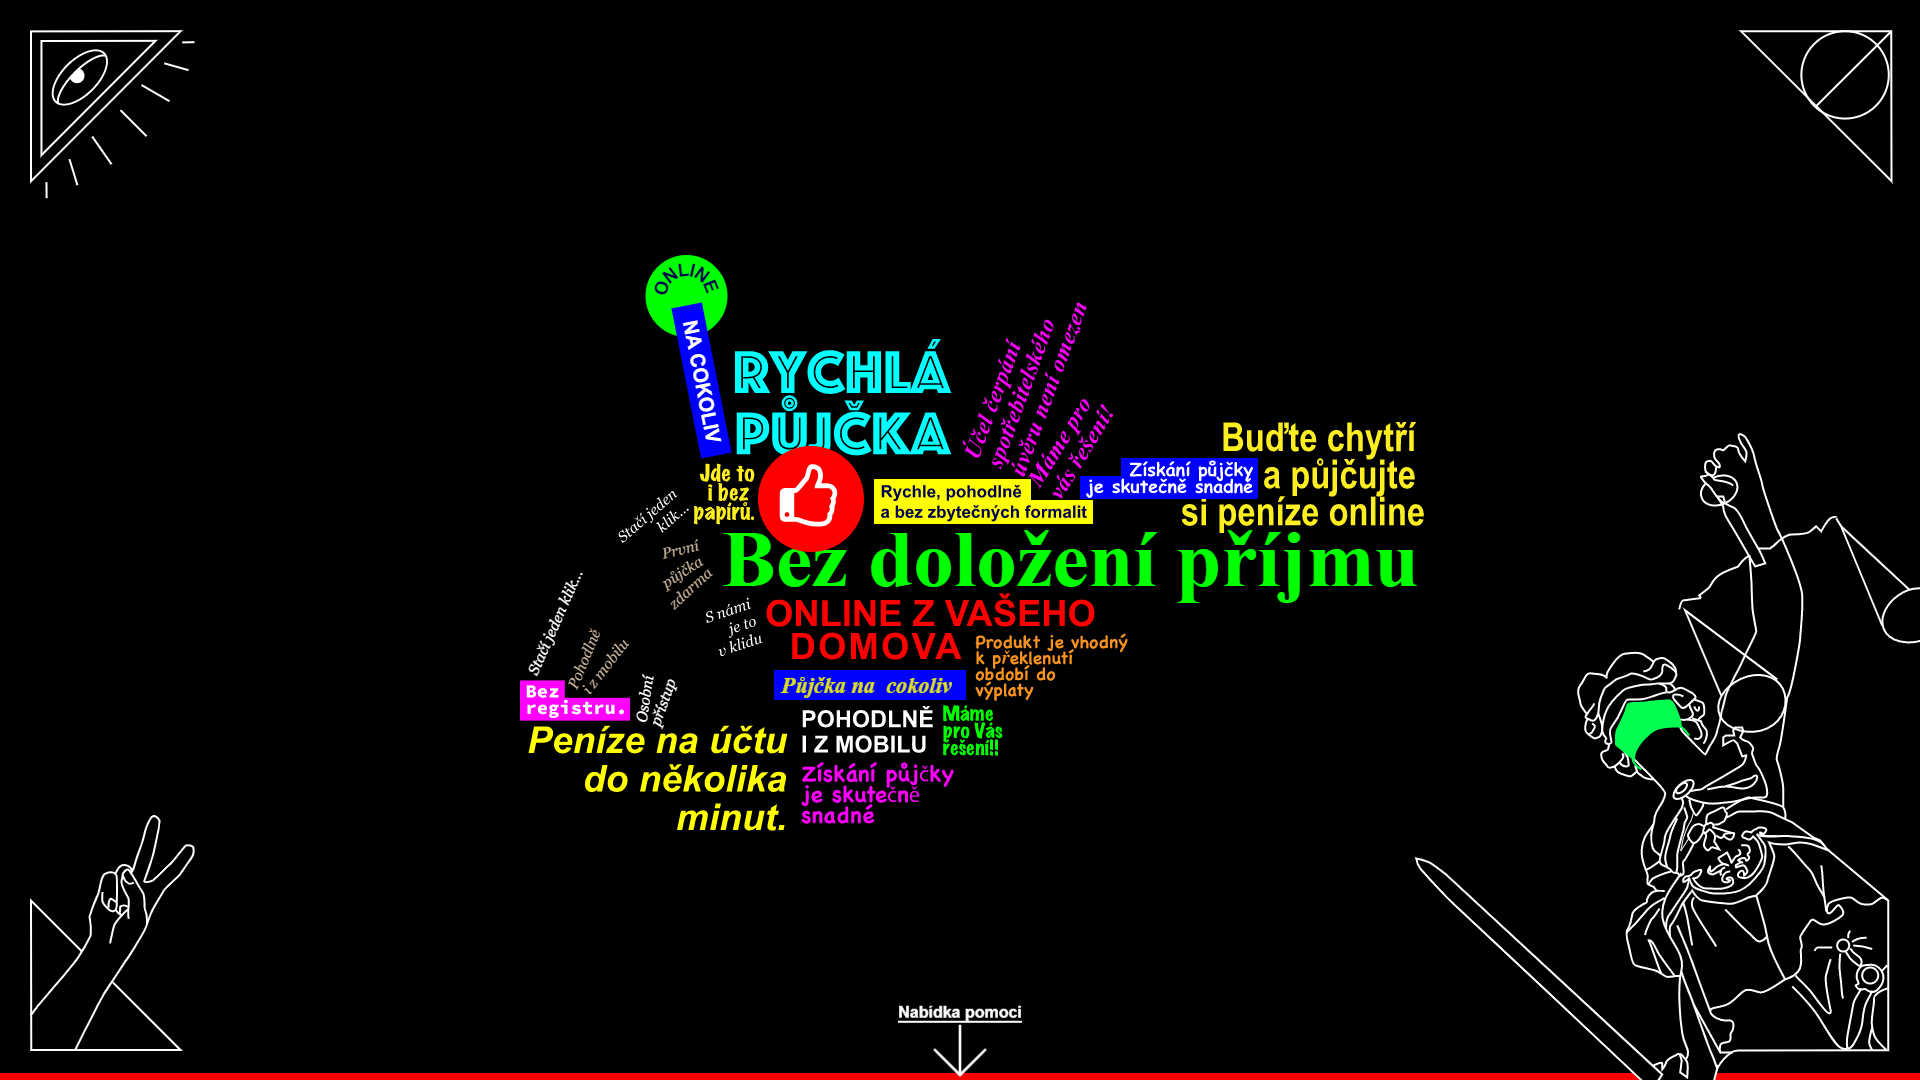 ONLINE
NA COKOLIV
RYCHLÁ
PŮJČKA
Účel čerpání
spotřebitelského
úvěru není omezen
Máme pro
vás řešení!
Buďte chytří
a půjčujte
si peníze online
Získání půjčky
je skutečně snadné
Jde to
i bez
papírů.
Rychle, pohodlně
a bez zbytečných formalit
Stačí jeden
klik...
První
půjčka
zdarma
Bez doložení příjmu
S námi
je to
v klidu
ONLINE Z VAŠEHO
DOMOVA
Produkt je vhodný
k překlenutí
období do
výplaty
Stačí jeden klik...
Pohodlně
i z mobilu
Osobní
přístup
Bez
registru.
Půjčka na cokoliv
POHODLNĚ
I Z MOBILU
Máme
pro Vás
řešení!!
Peníze na účtu
do několika
minut.
Získání půjčky
je skutečně
snadné
Nabídka pomoci